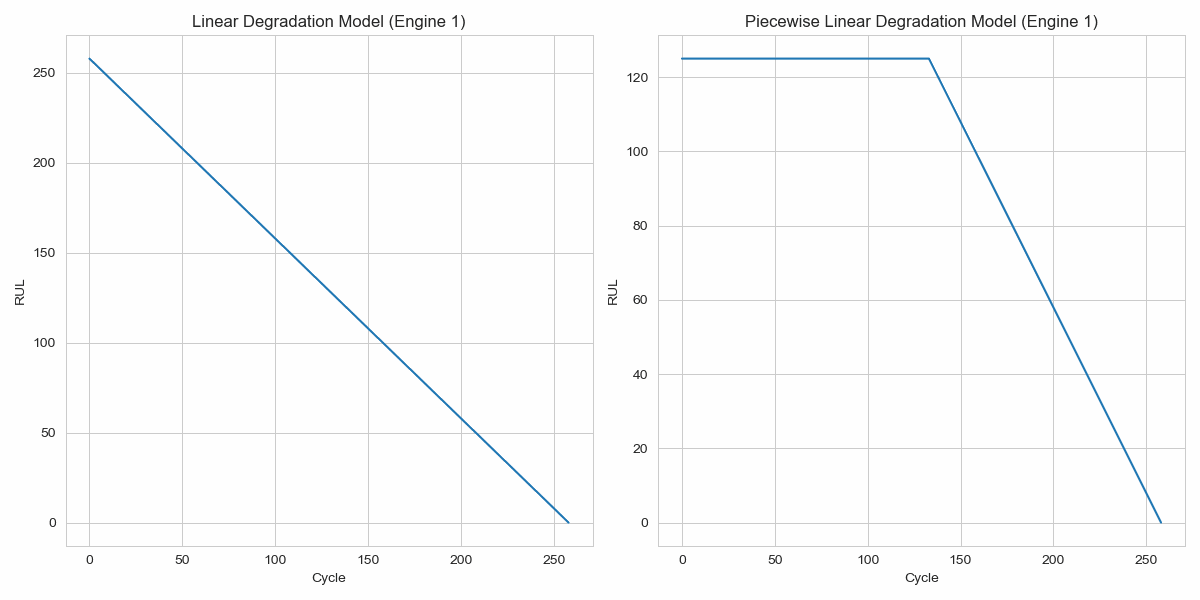 Linear Degradation Model (Engine 1)
250
200
150
100
50
0
RUL
0 50 100 150 200 250
Cycle
Piecewise Linear Degradation Model (Engine 1)
120
100
80
60
40
20
0
RUL
0 50 100 150 200 250
Cycle